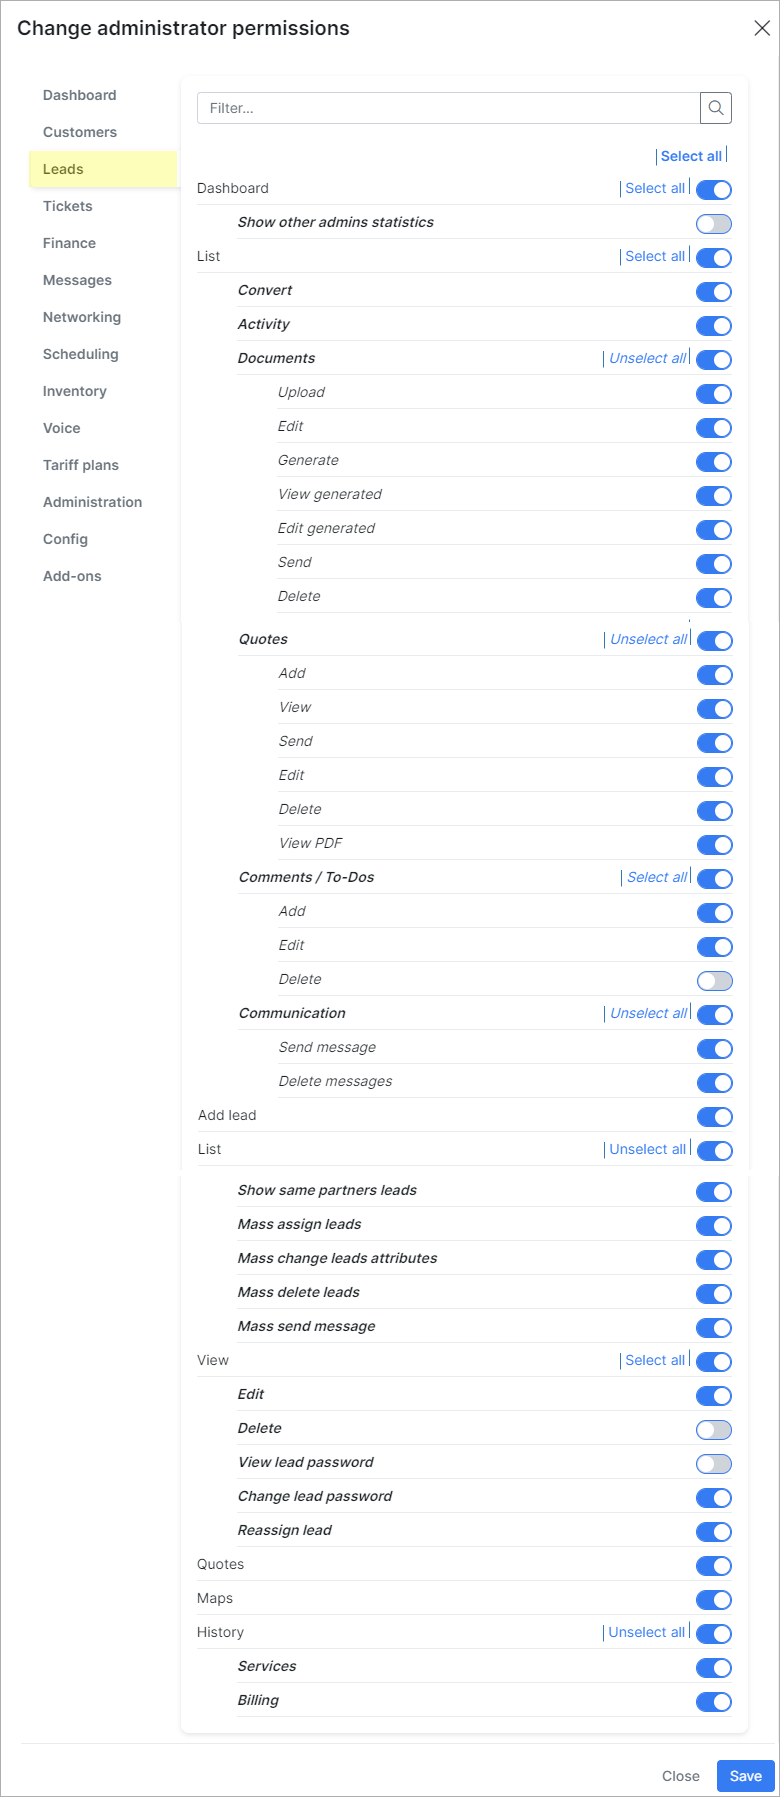 Change administrator permissions
Dashboard
Customers
Leads
Tickets
Finance
Messages
Networking
Scheduling
Inventory
Voice
Tariff plans
Administration
Config
Add-ons
Filter...
Select all
Dashboard Select all
Show other admins statistics
List Select all
Convert
Activity
Documents Unselect all
Upload
Edit
Generate
View generated
Edit generated
Send
Delete
Quotes Unselect all
Add
View
Send
Edit
Delete
View PDF
Comments / To-Dos Select all
Add
Edit
Delete
Communication Unselect all
Send message
Delete messages
Add lead
List Unselect all
Show same partners leads
Mass assign leads
Mass change leads attributes
Mass delete leads
Mass send message
View Select all
Edit
Delete
View lead password
Change lead password
Reassign lead
Quotes
Maps
History Unselect all
Services
Billing
Close Save